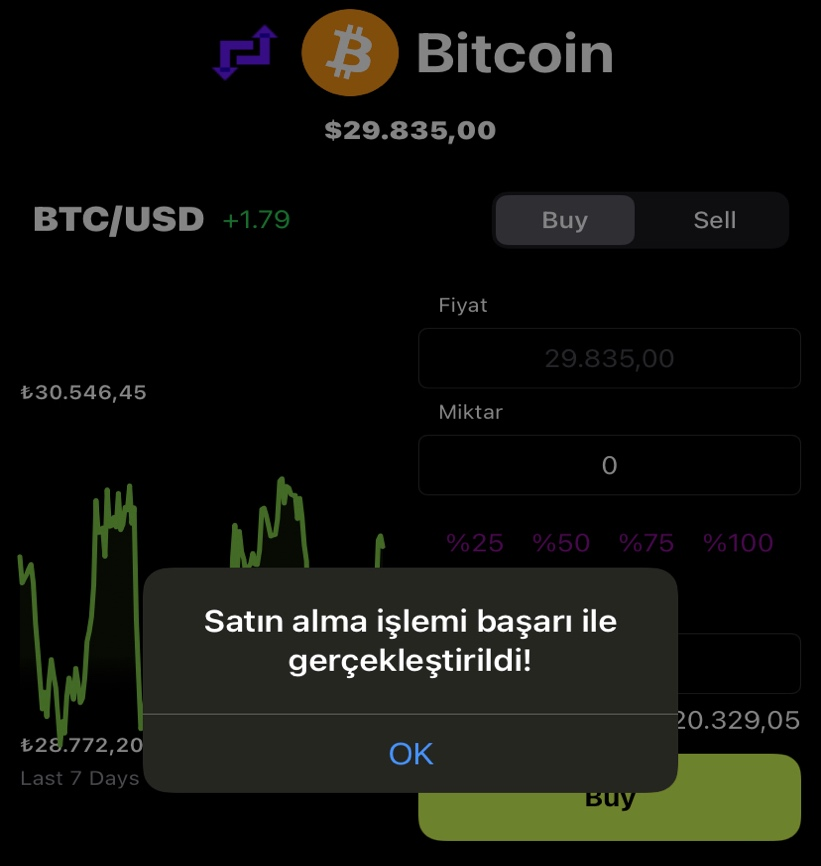 Bitcoin
$29.835,00
BTC/USD +1.79
Buy Sell
Fiyat
29.835,00
₺30.546,45
Miktar
0
%25 %50 %75 %100
Satın alma işlemi başarı ile
gerçekleştirildi!
20.329,05
₺28.772,20
OK
Last 7 Days
Buy